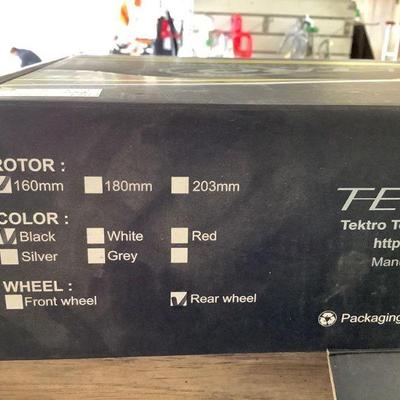 ROTOR :
160mm 180mm 203mm
COLOR :
Black White Red
Silver Grey
WHEEL :
Front wheel Rear wheel
TE
Tektro
http
Packaging